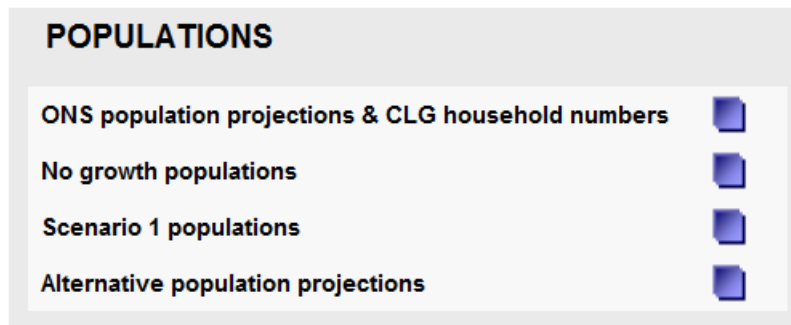 POPULATIONS
ONS population projections & CLG household numbers
No growth populations
Scenario 1 populations
Alternative population projections